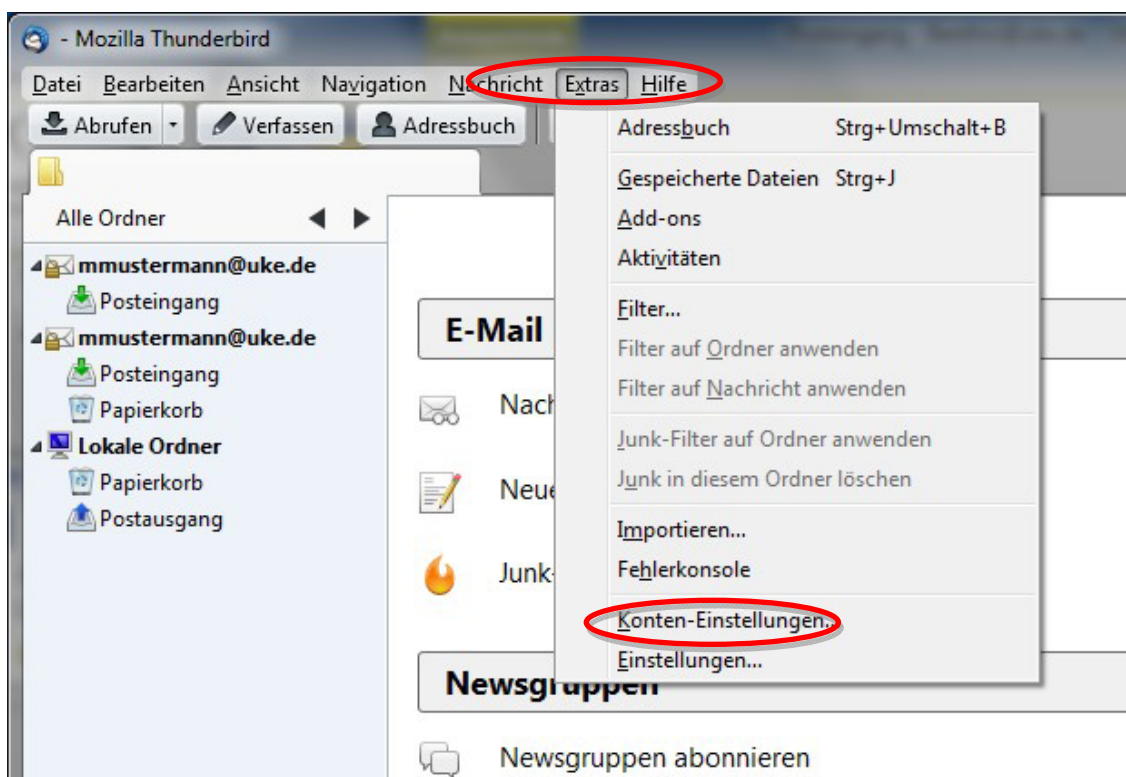 - Mozilla Thunderbird
Datei Bearbeiten Ansicht Navigation Nachricht Extras Hilfe
Abrufen Verfassen Adressbuch
Alle Ordner
mmustermann@uke.de
Posteingang
mmustermann@uke.de
Posteingang
Papierkorb
Lokale Ordner
Papierkorb
Postausgang
Adressbuch Strg+Umschalt+B
Gespeicherte Dateien Strg+J
Add-ons
Aktivitäten
Filter...
Filter auf Ordner anwenden
Filter auf Nachricht anwenden
Junk-Filter auf Ordner anwenden
Junk in diesem Ordner löschen
Importieren...
Fehlerkonsole
Konten-Einstellungen...
Einstellungen...
E-Mail
Nach
Neue
Junk-
Newsgruppen
Newsgruppen abonnieren